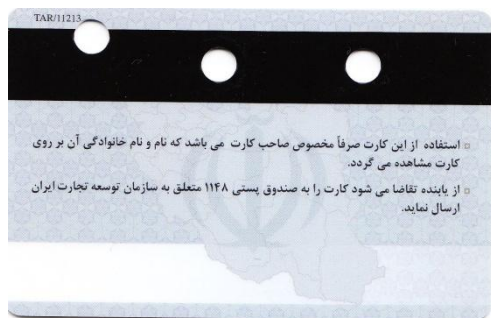 TAR/11213
استفاده از این کارت صرفاً مخصوص صاحب کارت می باشد که نام و نام خانوادگی آن بر روی
کارت مشاهده می گردد.
از یابنده تقاضا می شود کارت را به صندوق پستی ۱۱۴۸ متعلق به سازمان توسعه تجارت ایران
ارسال نماید.